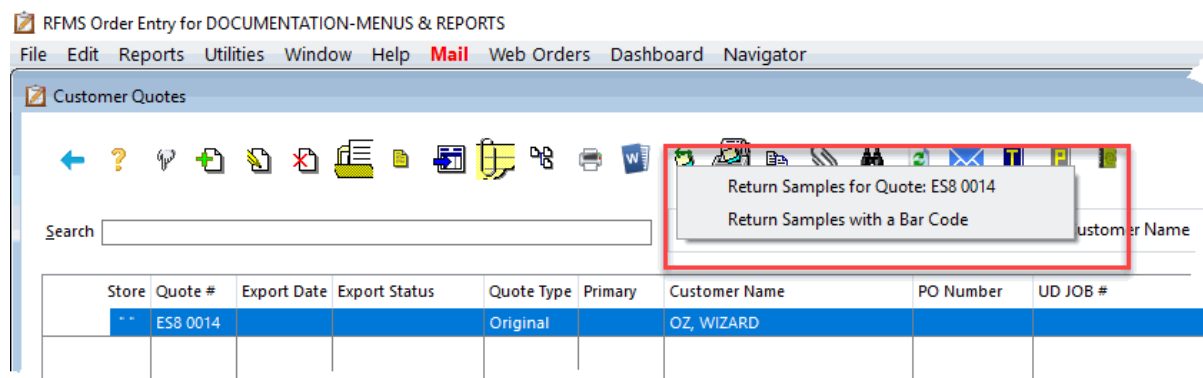 RFMS Order Entry for DOCUMENTATION-MENUS & REPORTS
File Edit Reports Utilities Window Help Mail Web Orders Dashboard Navigator
Customer Quotes
W T P
Return Samples for Quote: ES8 0014
Return Samples with a Bar Code
Search ustomer Name
Store Quote # Export Date Export Status Quote Type Primary Customer Name PO Number UD JOB #
" " ES8 0014 Original OZ, WIZARD